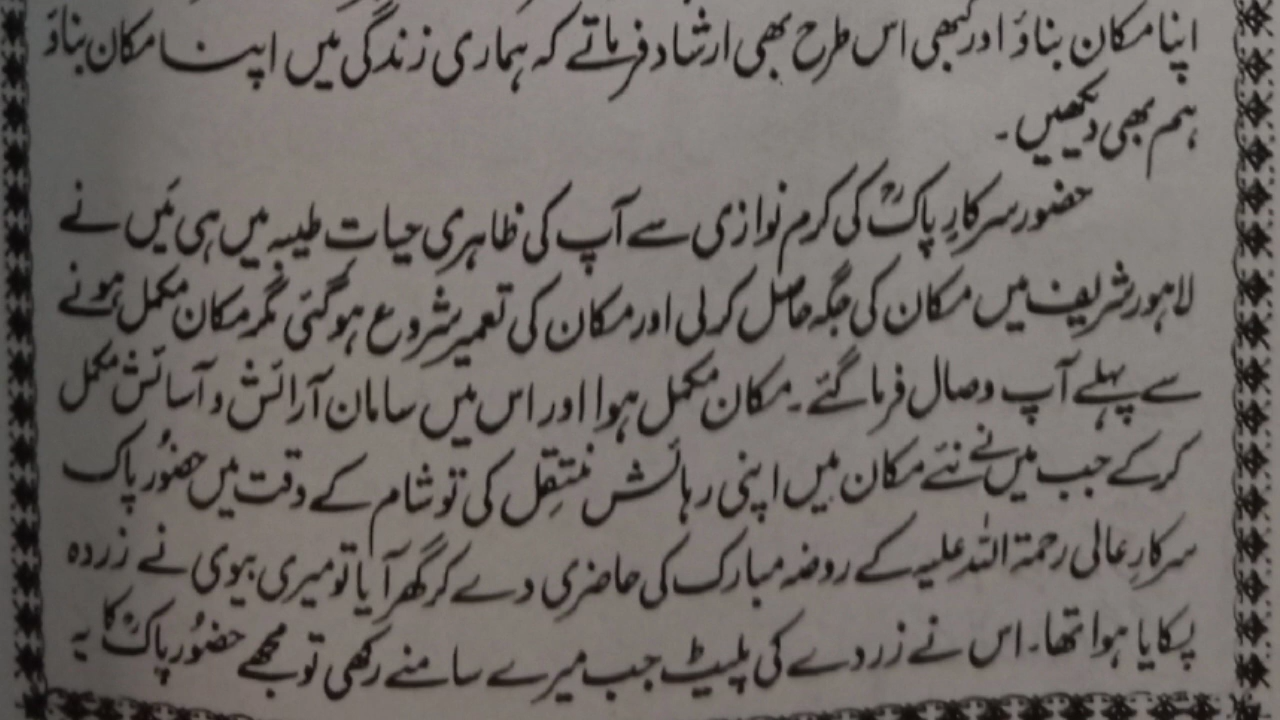 اپنا مکان بناؤ اور کبھی اس طرح بھی ارشاد فرماتے کہ ہماری زندگی میں اپنا مکان بناؤ
ہم بھی دیکھیں۔
حضور سرکارِ پاکؒ کی کرم نوازی سے آپ کی ظاہری حیات طیبہ میں ہی مَیں نے
لاہور شریف میں مکان کی جگہ حاصل کر لی اور مکان کی تعمیر شروع ہو گئی مگر مکان مکمل ہونے
سے پہلے آپ وصال فرما گئے۔ مکان مکمل ہوا اور اس میں سامان آرائش و آسائش مکمل
کر کے جب میں نے نئے مکان میں اپنی رہائش منتقل کی تو شام کے وقت میں حضُور پاک
سرکارِ عالی رحمۃ اللہ علیہ کے روضہ مبارک کی حاضری دے کر گھر آیا تو میری بیوی نے زردہ
پکایا ہوا تھا۔ اس نے زردے کی پلیٹ جب میرے سامنے رکھی تو مجھے حضُور پاکؒ کا یہ